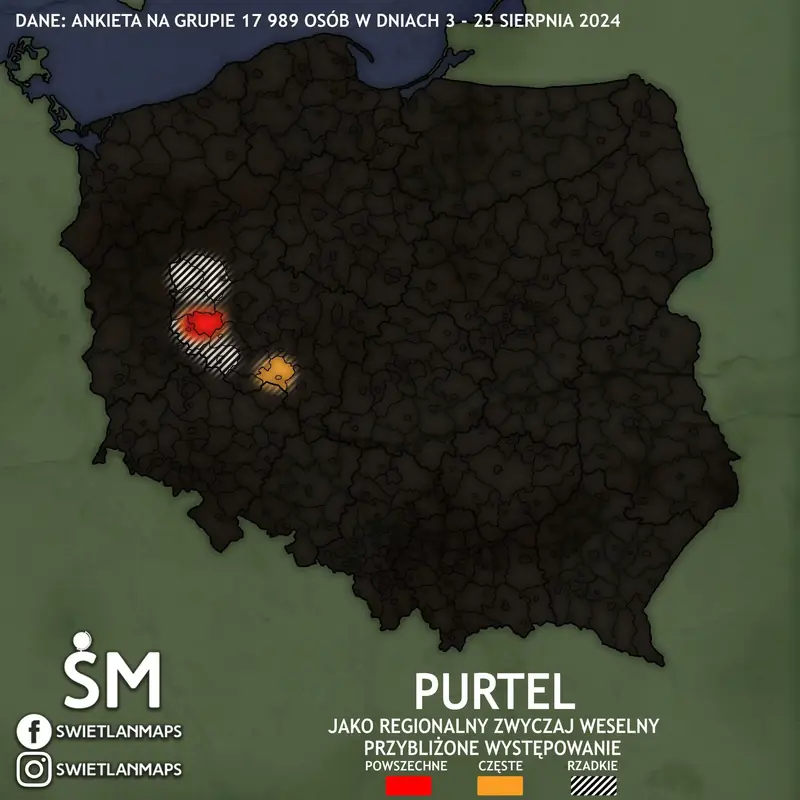 DANE: ANKIETA NA GRUPIE 17 989 OSÓB W DNIACH 3 - 25 SIERPNIA 2024
ŚM
SWIETLANMAPS
SWIETLANMAPS
PURTEL
JAKO REGIONALNY ZWYCZAJ WESELNY
PRZYBLIŻONE WYSTĘPOWANIE
POWSZECHNE CZĘSTE RZADKIE